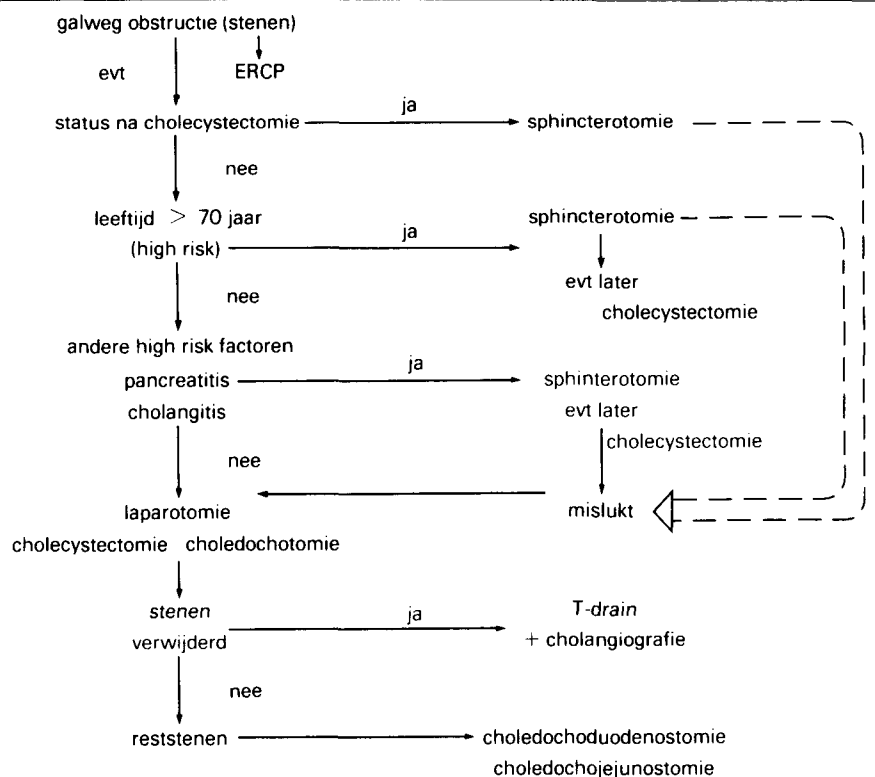 galweg obstructie (stenen)
evt
ERCP
status na cholecystectomie
ja
sphincterotomie
nee
leeftijd > 70 jaar
(high risk)
ja
sphincterotomie
evt later
cholecystectomie
nee
andere high risk factoren
pancreatitis
cholangitis
ja
sphinterotomie
evt later
cholecystectomie
nee
mislukt
laparotomie
cholecystectomie choledochotomie
stenen
verwijderd
ja
T-drain
+ cholangiografie
nee
reststenen
choledochoduodenostomie
choledochojejunostomie